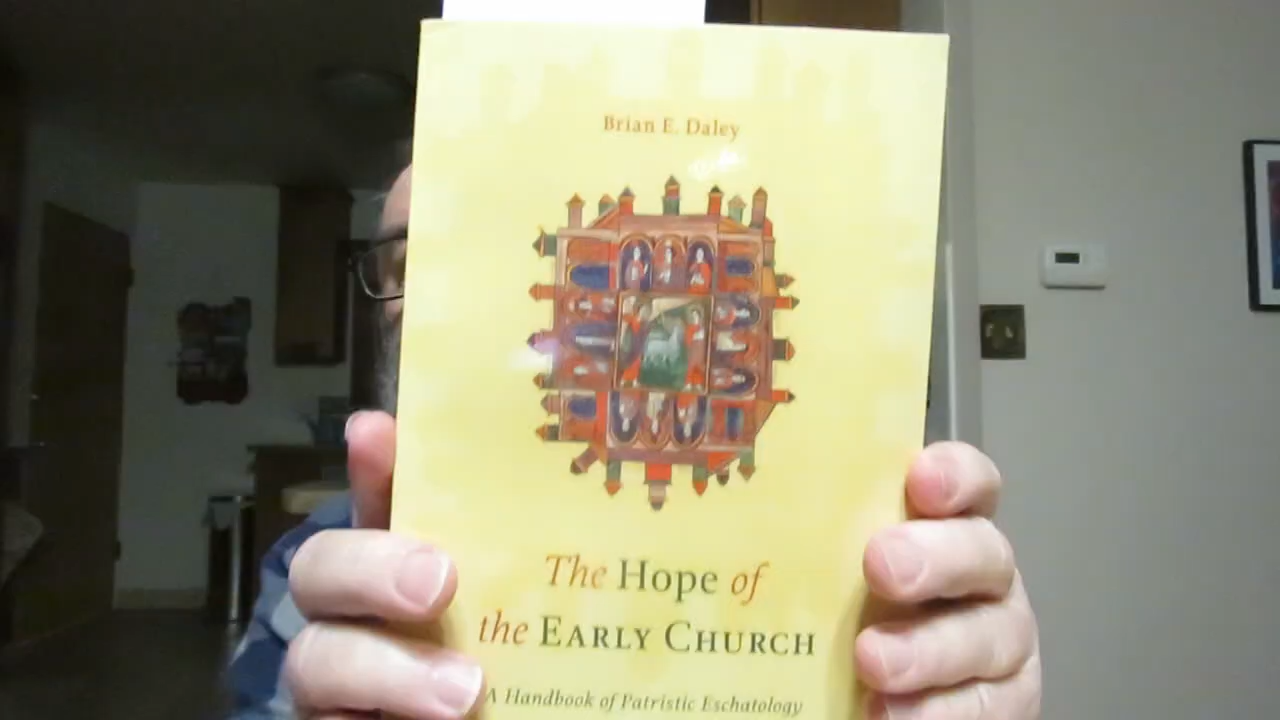 Brian E. Daley
The Hope of
the EARLY CHURCH
A Handbook of Patristic Eschatology